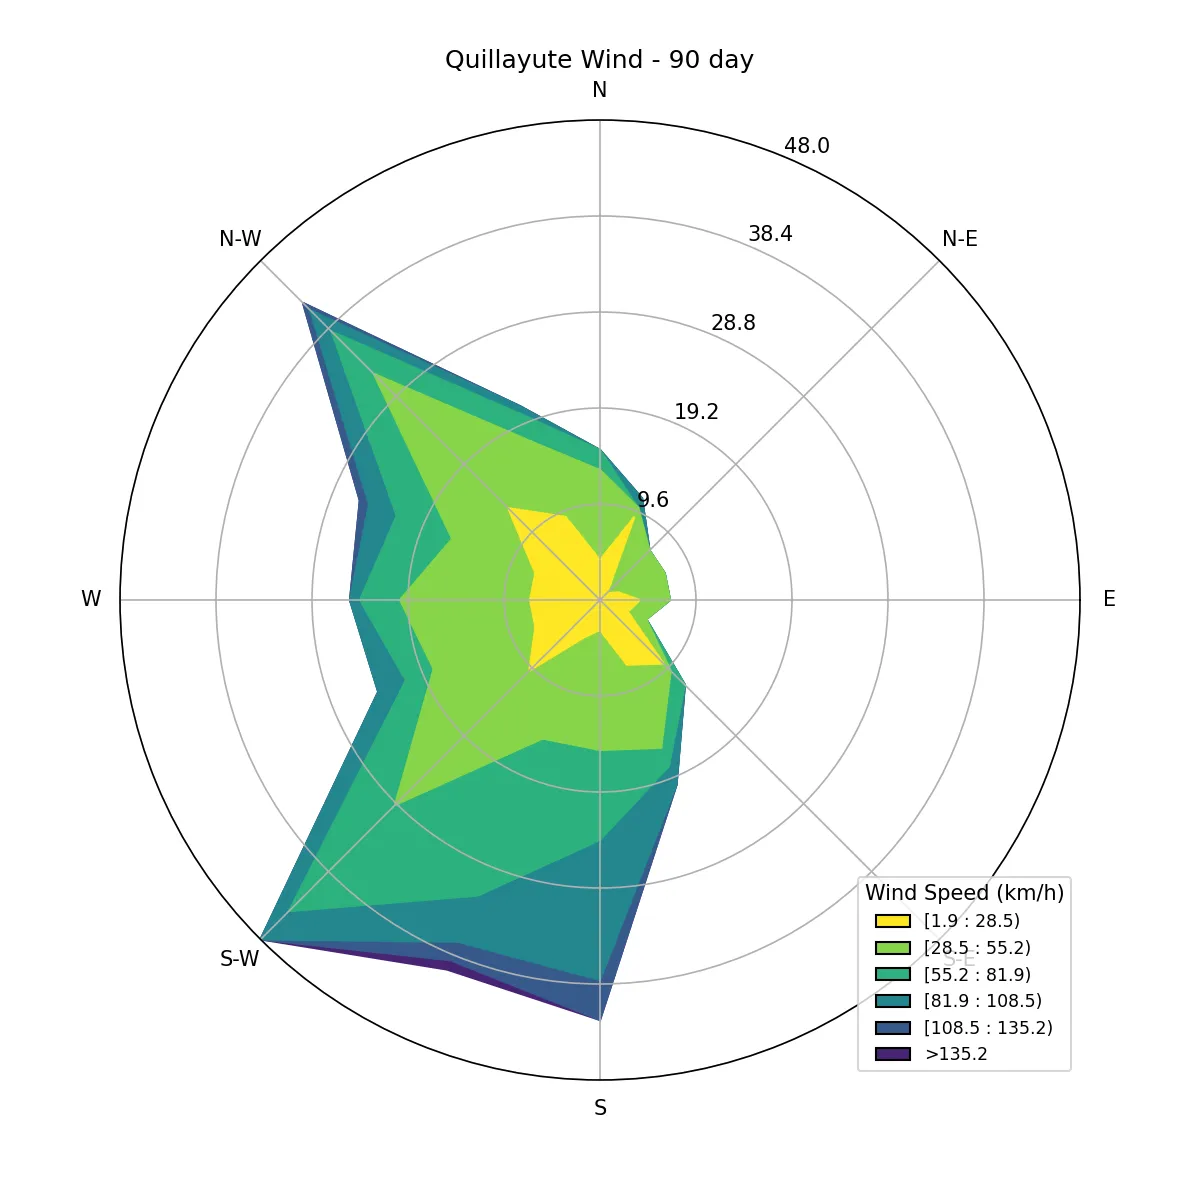 Quillayute Wind - 90 day
N
48.0
38.4
N-W
N-E
28.8
19.2
9.6
W
E
Wind Speed (km/h)
[1.9 : 28.5)
[28.5 : 55.2)
S-W
S-E
[55.2 : 81.9)
[81.9 : 108.5)
[108.5 : 135.2)
>135.2
S